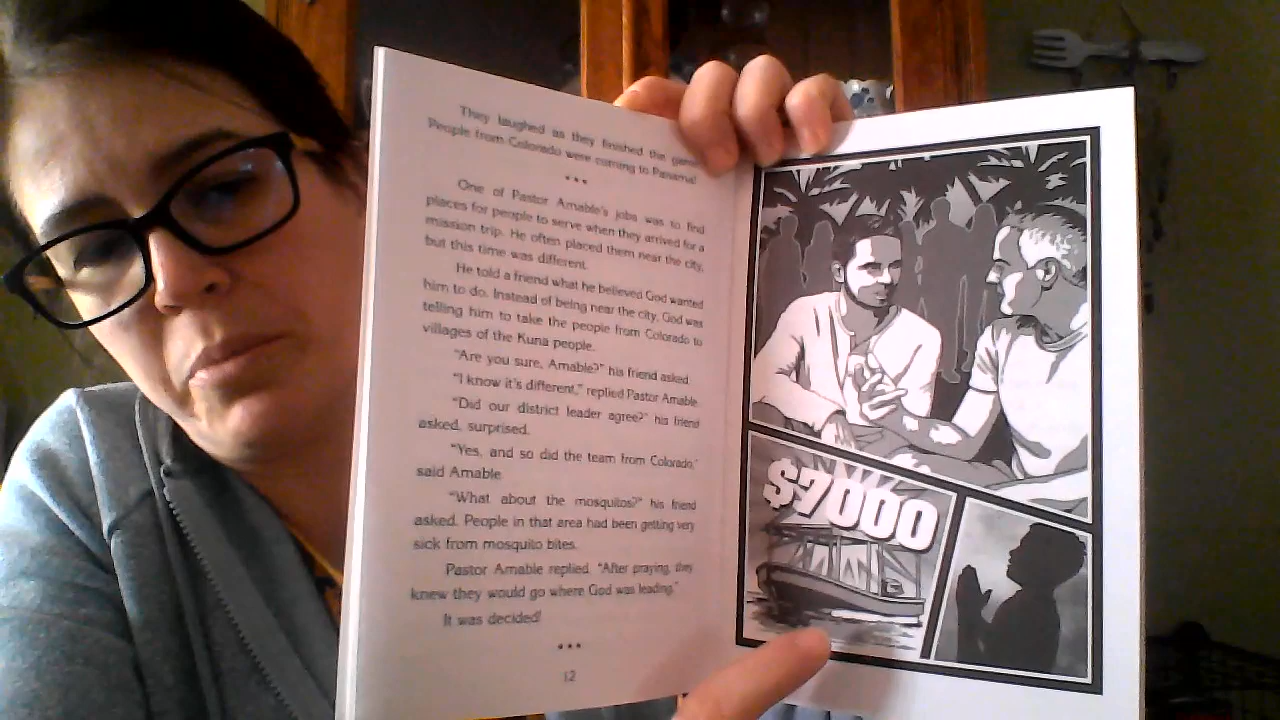 They laughed as they finished the game.
People from Colorado were coming to Panama!
***
One of Pastor Amable's jobs was to find
places for people to serve when they arrived for a
mission trip. He often placed them near the city,
but this time was different.
He told a friend what he believed God wanted
him to do. Instead of being near the city, God was
telling him to take the people from Colorado to
villages of the Kuna people.
"Are you sure, Amable?" his friend asked.
"I know it's different," replied Pastor Amable.
"Did our district leader agree?" his friend
asked, surprised.
"Yes, and so did the team from Colorado,"
said Amable.
"What about the mosquitos?" his friend
asked. People in that area had been getting very
sick from mosquito bites.
Pastor Amable replied, "After praying, they
knew they would go where God was leading."
It was decided!
***
12
$7000